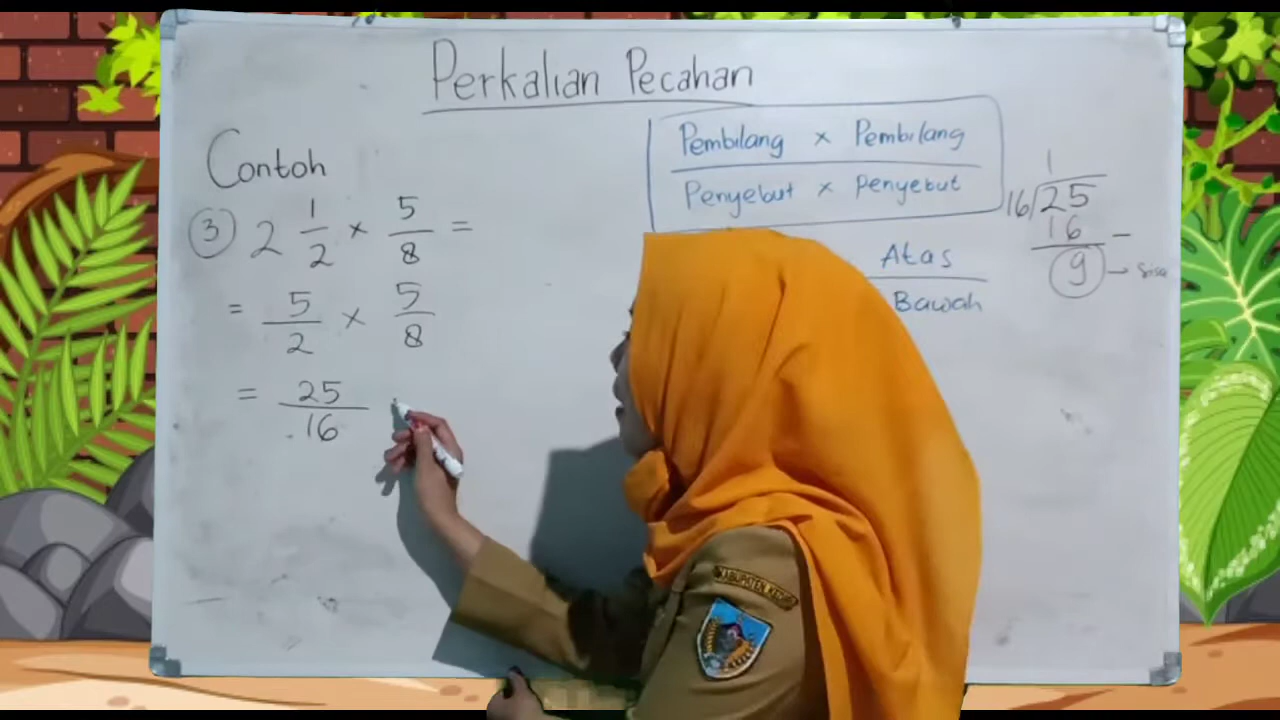 Perkalian Pecahan
Contoh
3 2 1/2 × 5/8 =
= 5/2 × 5/8
= 25/16
Pembilang × Pembilang
Penyebut × Penyebut
Atas
Bawah
1
16 25
16 –
9 → sisa
KABUPATEN